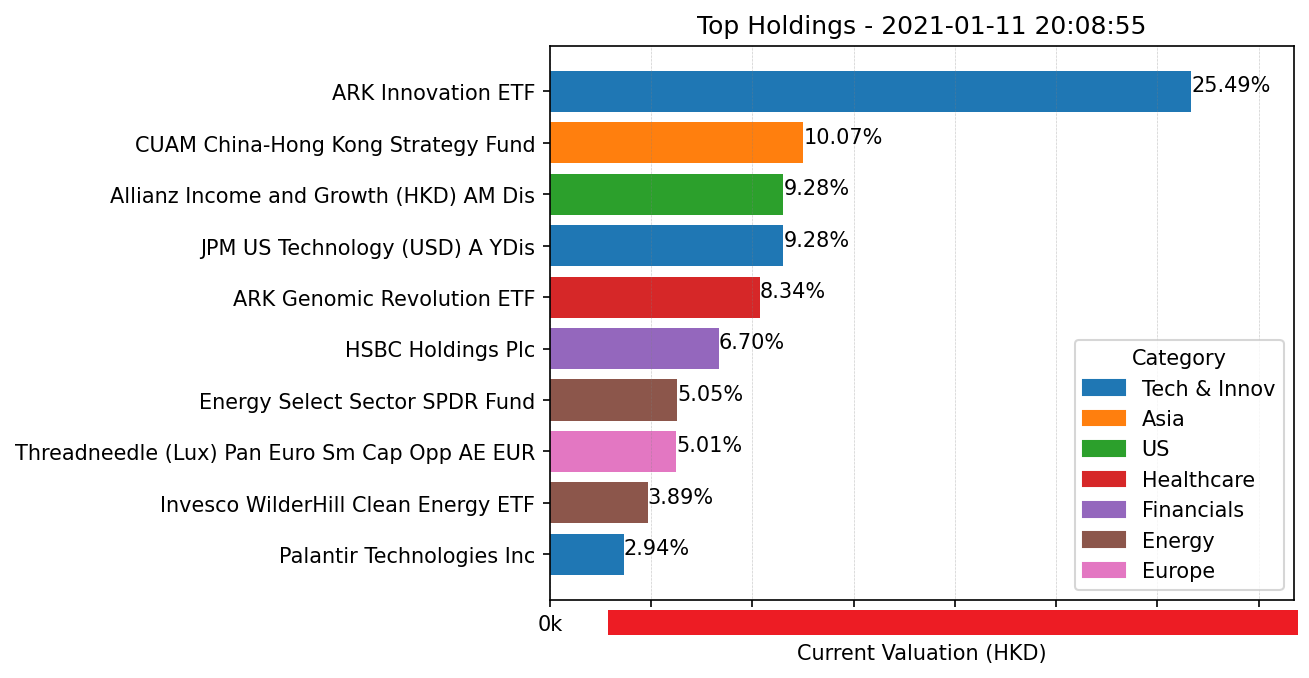 Top Holdings - 2021-01-11 20:08:55
ARK Innovation ETF 25.49%
CUAM China-Hong Kong Strategy Fund 10.07%
Allianz Income and Growth (HKD) AM Dis 9.28%
JPM US Technology (USD) A YDis 9.28%
ARK Genomic Revolution ETF 8.34%
HSBC Holdings Plc 6.70%
Energy Select Sector SPDR Fund 5.05%
Threadneedle (Lux) Pan Euro Sm Cap Opp AE EUR 5.01%
Invesco WilderHill Clean Energy ETF 3.89%
Palantir Technologies Inc 2.94%
Category
Tech & Innov
Asia
US
Healthcare
Financials
Energy
Europe
0k
Current Valuation (HKD)